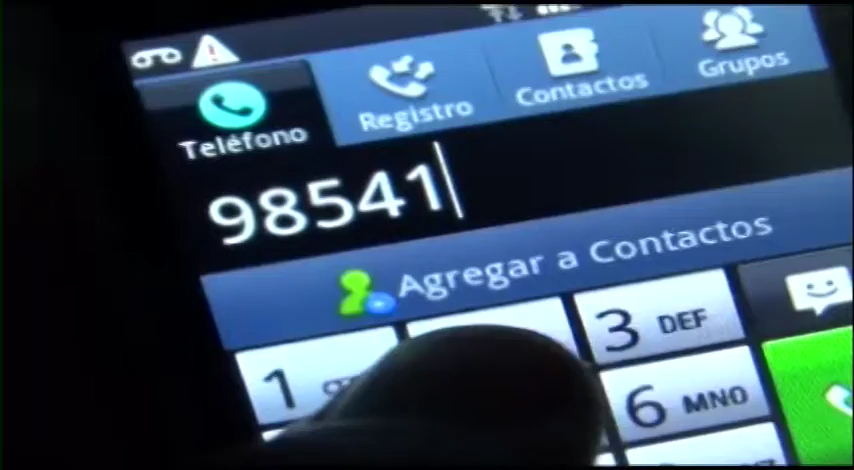 Teléfono Registro Contactos Grupos
98541
Agregar a Contactos
1
3 DEF
6 MNO